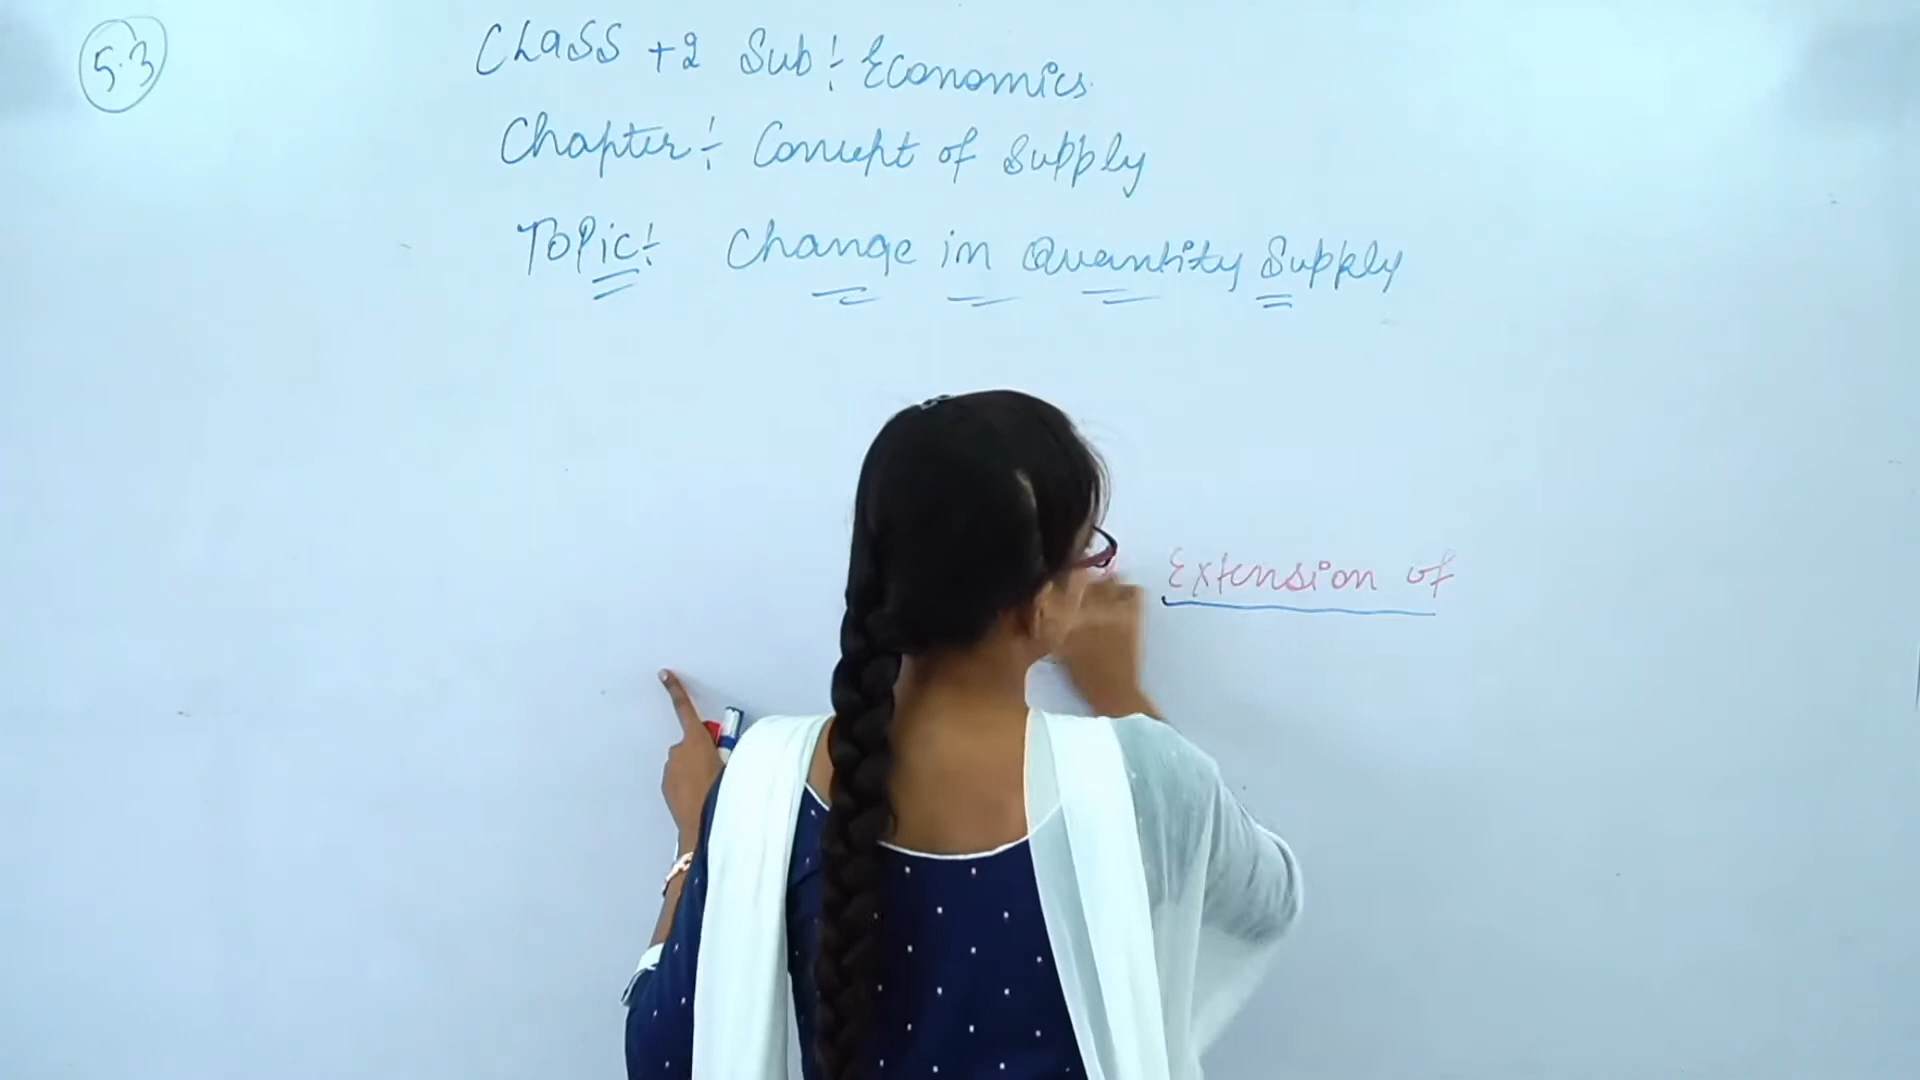 5.3
CLASS +2 Sub:- Economics.
Chapter:- Concept of Supply
Topic:- Change in Quantity Supply
Extension of